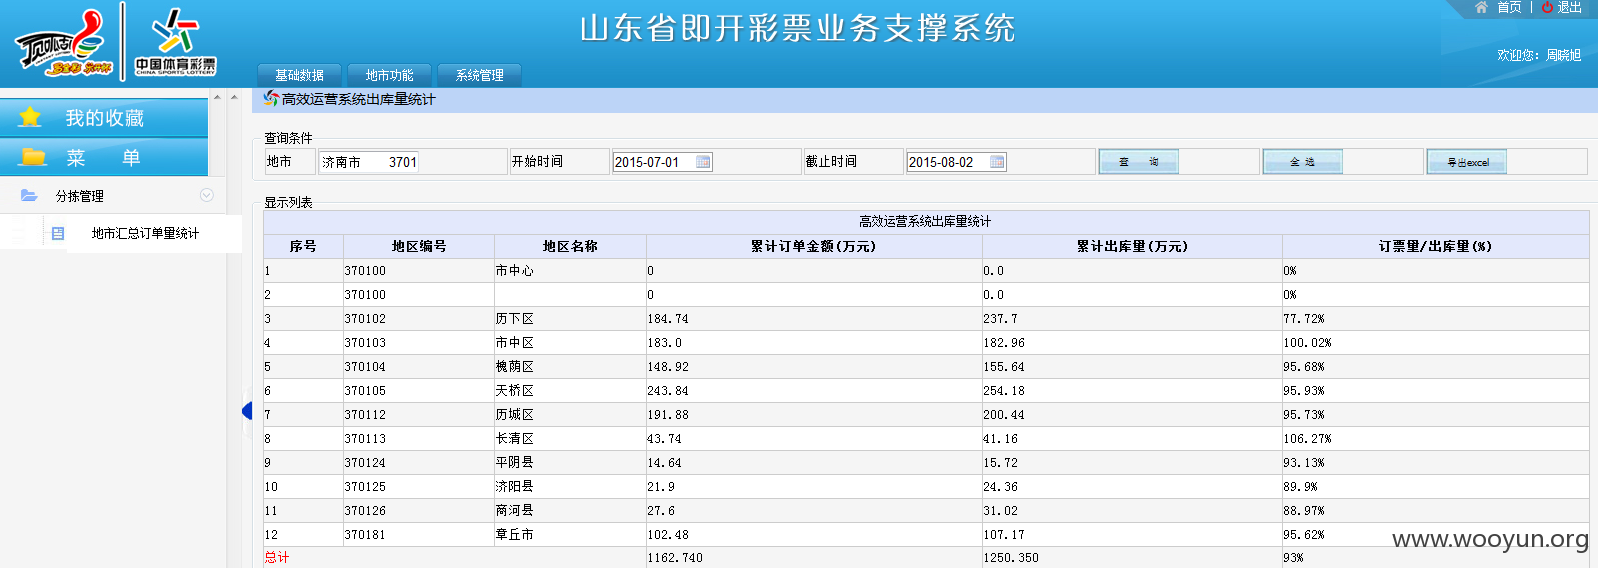 山东省即开彩票业务支撑系统
首页 | 退出
欢迎您：周晓旭
顶呱刮
中国体育彩票
CHINA SPORTS LOTTERY
基础数据 地市功能 系统管理
我的收藏
菜 单
分拣管理
地市汇总订单量统计
高效运营系统出库量统计
查询条件
地市 济南市 3701 开始时间 2015-07-01 截止时间 2015-08-02 查 询 全 选 导出excel
显示列表
高效运营系统出库量统计
序号 地区编号 地区名称 累计订单金额(万元) 累计出库量(万元) 订票量/出库量(%)
1 370100 市中心 0 0.0 0%
2 370100 0 0.0 0%
3 370102 历下区 184.74 237.7 77.72%
4 370103 市中区 183.0 182.96 100.02%
5 370104 槐荫区 148.92 155.64 95.68%
6 370105 天桥区 243.84 254.18 95.93%
7 370112 历城区 191.88 200.44 95.73%
8 370113 长清区 43.74 41.16 106.27%
9 370124 平阴县 14.64 15.72 93.13%
10 370125 济阳县 21.9 24.36 89.9%
11 370126 商河县 27.6 31.02 88.97%
12 370181 章丘市 102.48 107.17 95.62%
总计 1162.740 1250.350 93%
www.wooyun.org